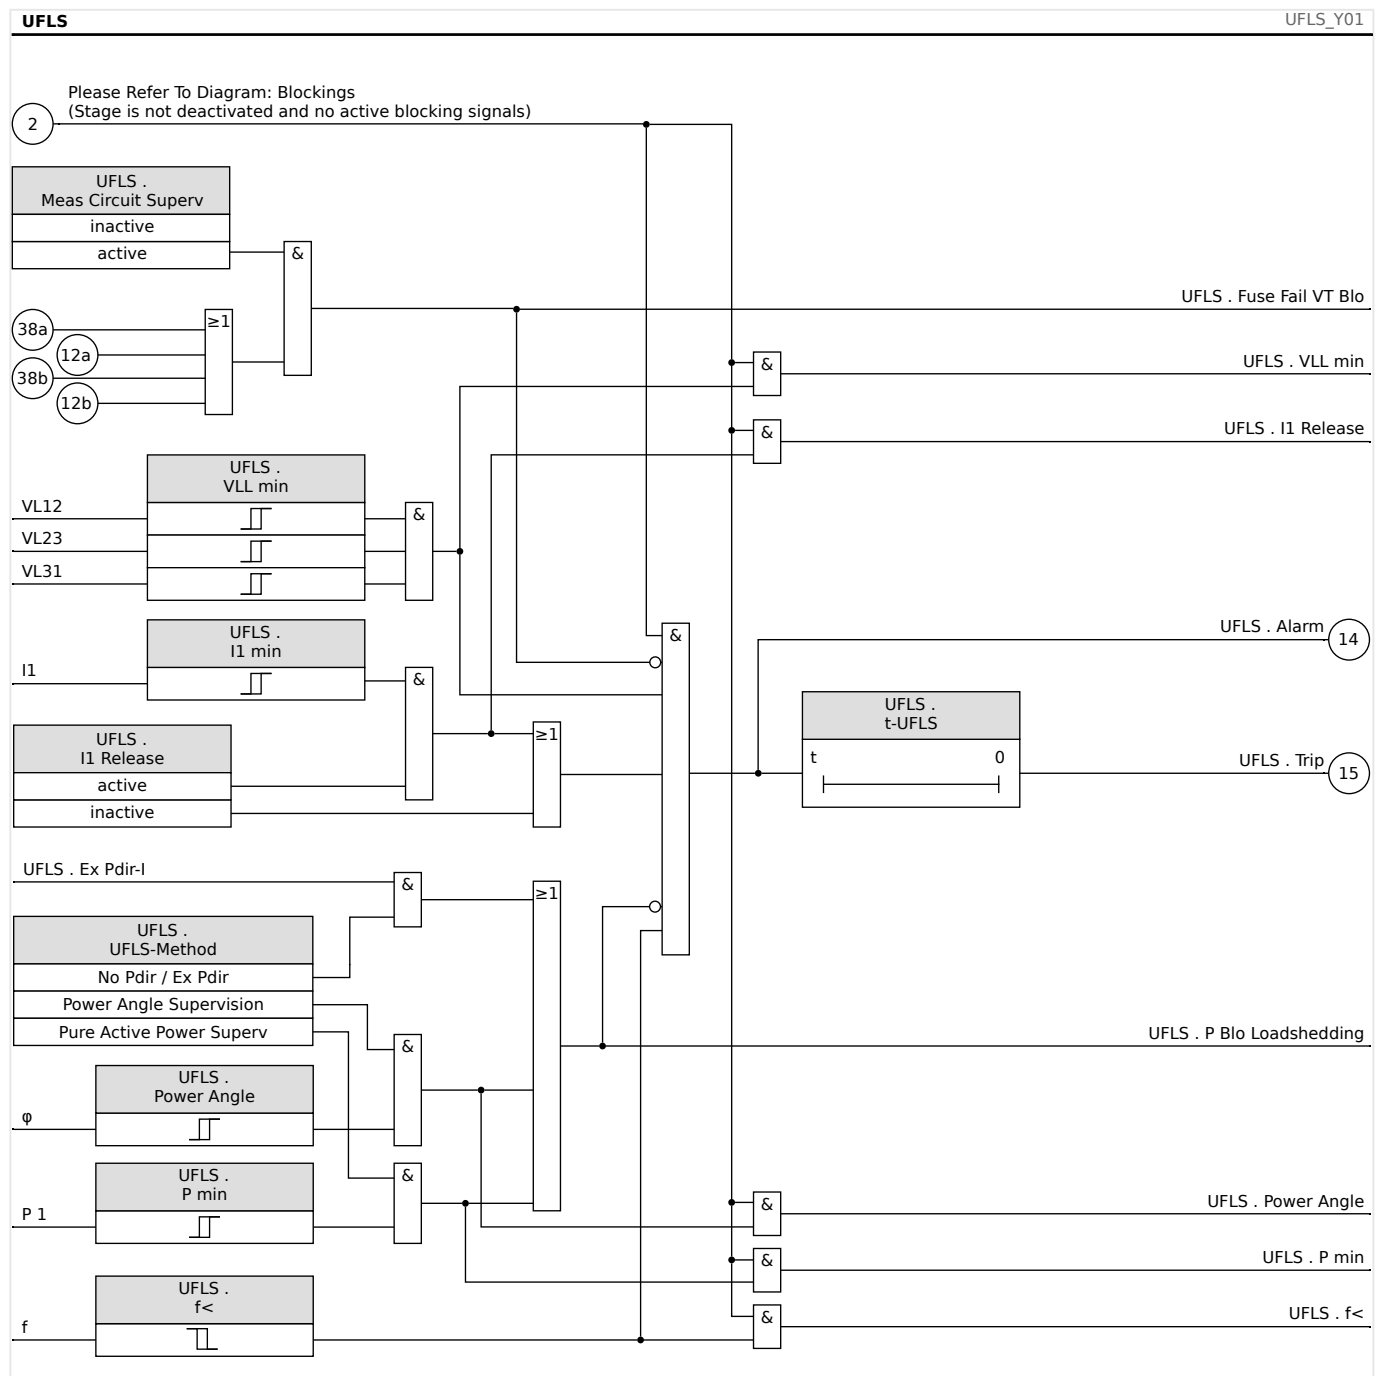 UFLS
UFLS_Y01
Please Refer To Diagram: Blockings
(Stage is not deactivated and no active blocking signals)
2
UFLS .
Meas Circuit Superv
inactive
active
&
UFLS . Fuse Fail VT Blo
38a
≥1
12a
38b
12b
&
UFLS . VLL min
&
UFLS . I1 Release
UFLS .
VLL min
VL12
VL23
VL31
&
UFLS .
I1 min
I1
&
&
UFLS . Alarm
14
UFLS .
I1 Release
active
inactive
≥1
UFLS .
t-UFLS
t
0
UFLS . Trip
15
UFLS . Ex Pdir-I
&
≥1
UFLS .
UFLS-Method
No Pdir / Ex Pdir
Power Angle Supervision
Pure Active Power Superv
&
UFLS . P Blo Loadshedding
UFLS .
Power Angle
φ
UFLS .
P min
P 1
&
&
UFLS . Power Angle
&
UFLS . P min
UFLS .
f<
f
&
UFLS . f<